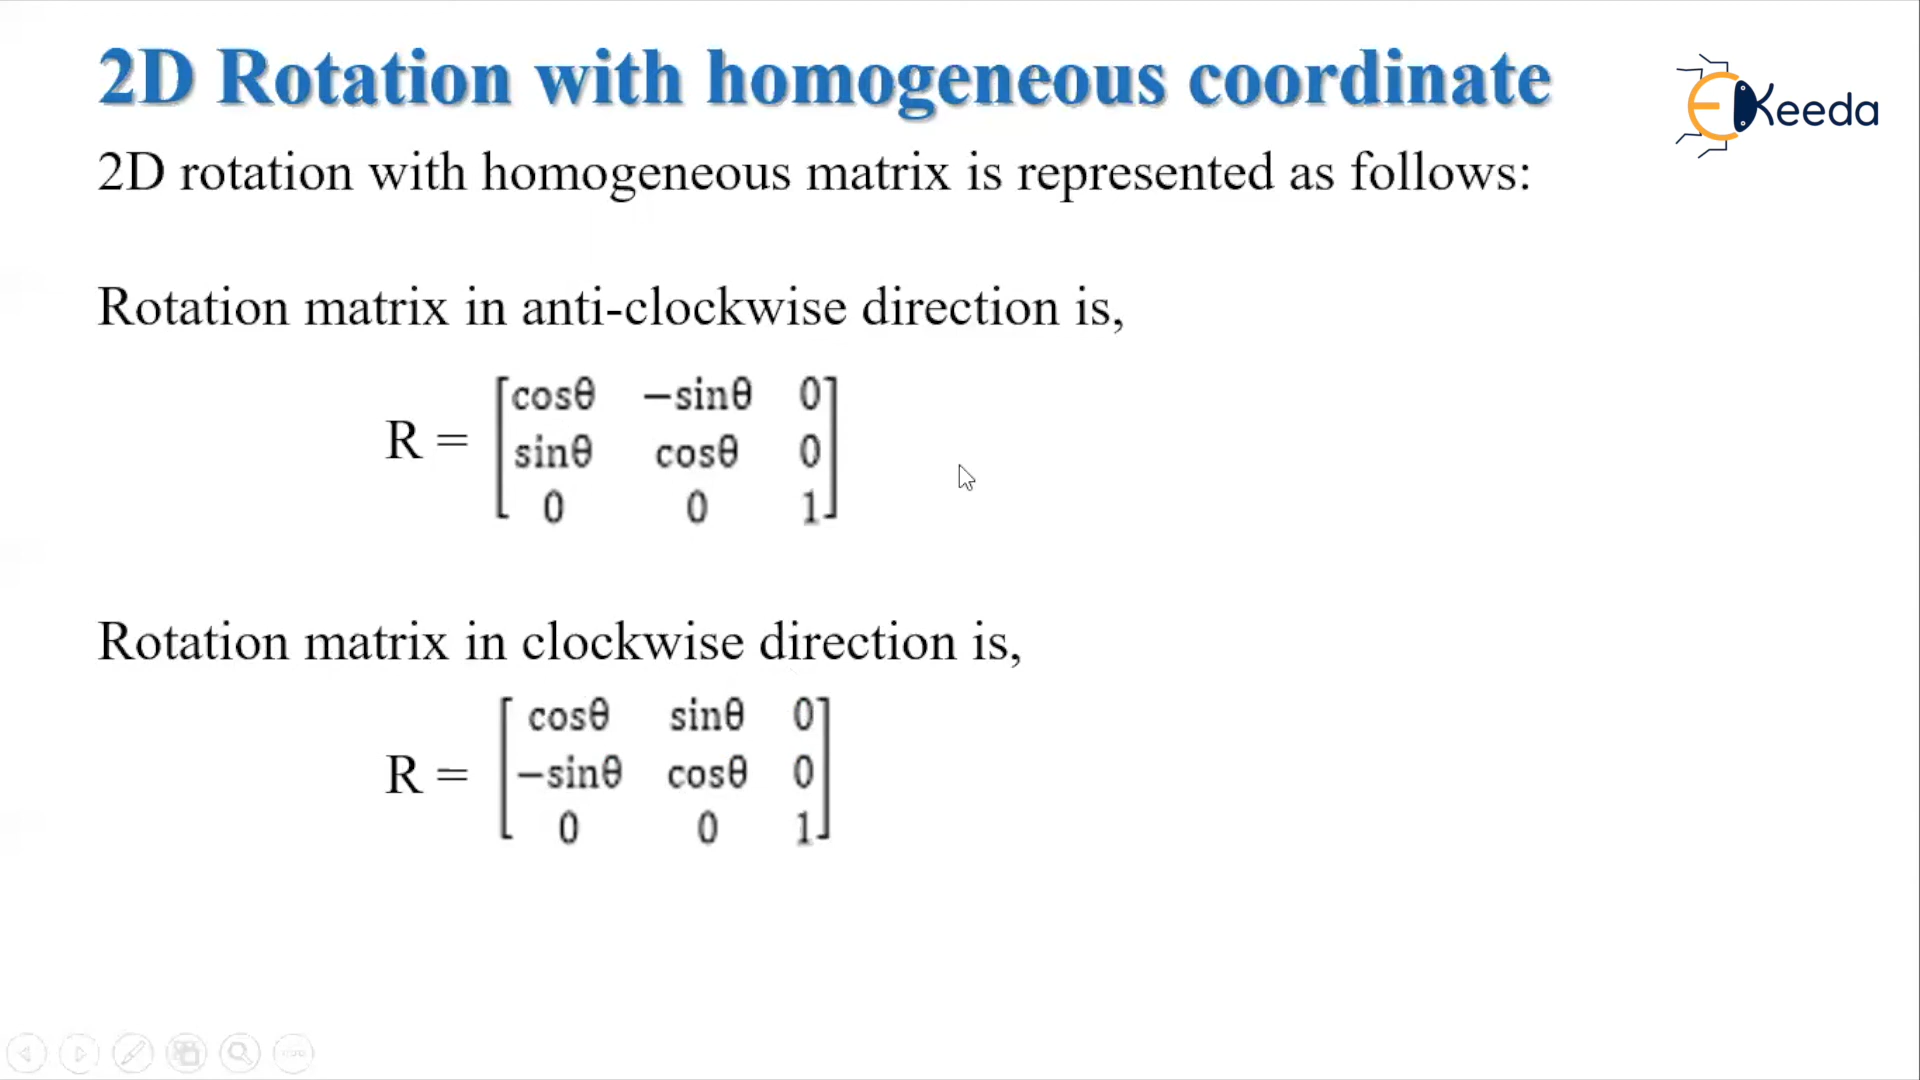 2D Rotation with homogeneous coordinate
EKeeda
2D rotation with homogeneous matrix is represented as follows:
Rotation matrix in anti-clockwise direction is,
R = [cosθ −sinθ 0
sinθ cosθ 0
0 0 1]
Rotation matrix in clockwise direction is,
R = [cosθ sinθ 0
−sinθ cosθ 0
0 0 1]